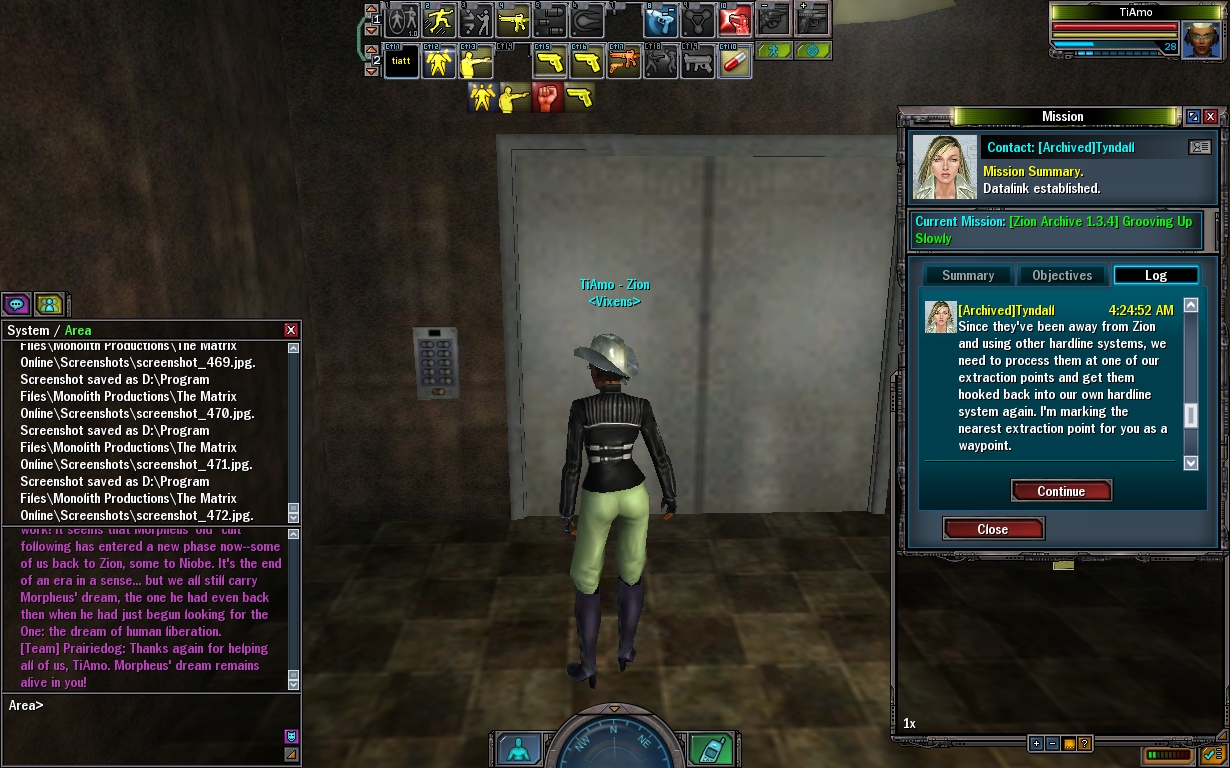 1
2
Ctrl1
Ctrl2
Ctrl3
tiatt
TiAmo
28
Mission
Contact: [Archived]Tyndall
Mission Summary.
Datalink established.
Current Mission: [Zion Archive 1.3.4] Grooving Up
Slowly
Summary
Objectives
Log
[Archived]Tyndall 4:24:52 AM
Since they've been away from Zion
and using other hardline systems, we
need to process them at one of our
extraction points and get them
hooked back into our own hardline
system again. I'm marking the
nearest extraction point for you as a
waypoint.
Continue
Close
TiAmo - Zion
<Vixens>
System / Area
Files\Monolith Productions\The Matrix
Online\Screenshots\screenshot_469.jpg.
Screenshot saved as D:\Program
Files\Monolith Productions\The Matrix
Online\Screenshots\screenshot_470.jpg.
Screenshot saved as D:\Program
Files\Monolith Productions\The Matrix
Online\Screenshots\screenshot_471.jpg.
Screenshot saved as D:\Program
Files\Monolith Productions\The Matrix
Online\Screenshots\screenshot_472.jpg.
work! It seems that Morpheus' old "cult"
following has entered a new phase now--some
of us back to Zion, some to Niobe--it's the end
of an era in a sense... but we all still carry
Morpheus' dream, the one he had even back
then when he had just begun looking for the
One: the dream of human liberation.
[Team] Prairiedog: Thanks again for helping
all of us, TiAmo. Morpheus' dream remains
alive in you!
Area>
NW
N
NE
1x